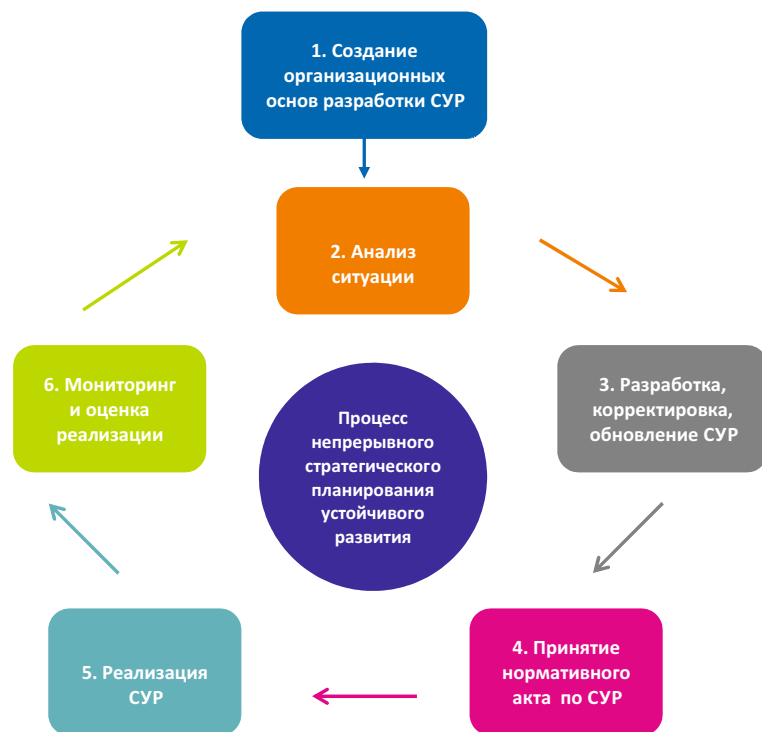 1. Создание
организационных
основ разработки СУР
2. Анализ
ситуации
3. Разработка,
корректировка,
обновление СУР
4. Принятие
нормативного
акта по СУР
5. Реализация
СУР
6. Мониторинг
и оценка
реализации
Процесс
непрерывного
стратегического
планирования
устойчивого
развития